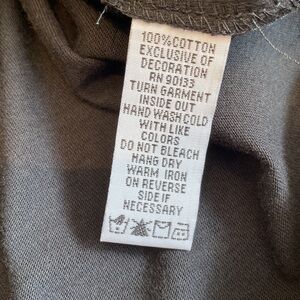 100% COTTON
EXCLUSIVE OF
DECORATION
RN 90133
TURN GARMENT
INSIDE OUT
HAND WASH COLD
WITH LIKE
COLORS
DO NOT BLEACH
HANG DRY
WARM IRON
ON REVERSE
SIDE IF
NECESSARY